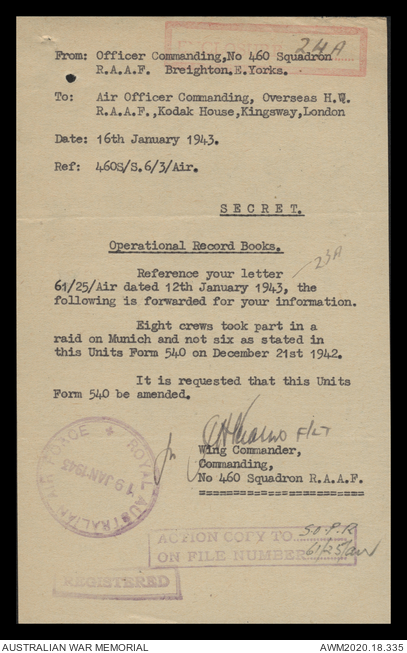 24A
From: Officer Commanding,No 460 Squadron
R.A.A.F. Breighton.E.Yorks.
To: Air Officer Commanding, Overseas H.Q.
R.A.A.F.,Kodak House,Kingsway,London
Date: 16th January 1943.
Ref: 460S/S.6/3/Air.
S E C R E T.
Operational Record Books.
23A
Reference your letter
61/25/Air dated 12th January 1943, the
following is forwarded for your information.
Eight crews took part in a
raid on Munich and not six as stated in
this Units Form 540 on December 21st 1942.
It is requested that this Units
Form 540 be amended.
F/LT
Wing Commander,
Commanding,
No 460 Squadron R.A.A.F.
ROYAL AUSTRALIAN AIR FORCE
19 JAN 1943
ACTION COPY TO S.O.P.R
ON FILE NUMBER 61/25/air
REGISTERED
AUSTRALIAN WAR MEMORIAL
AWM2020.18.335